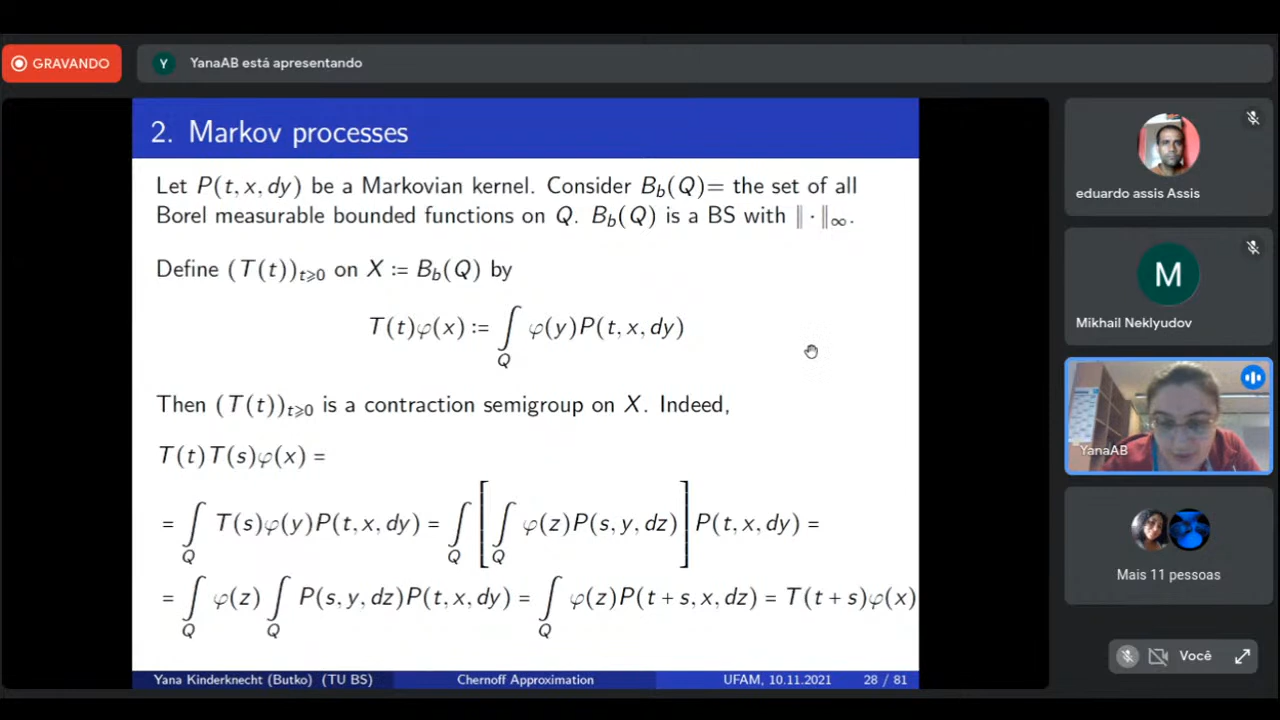 GRAVANDO
Y YanaAB está apresentando
2. Markov processes
Let P(t, x, dy) be a Markovian kernel. Consider B_b(Q)= the set of all
Borel measurable bounded functions on Q. B_b(Q) is a BS with ‖ · ‖_∞.
Define (T(t))_{t⩾0} on X := B_b(Q) by
T(t)φ(x) := ∫_Q φ(y)P(t, x, dy)
Then (T(t))_{t⩾0} is a contraction semigroup on X. Indeed,
T(t)T(s)φ(x) =
= ∫_Q T(s)φ(y)P(t, x, dy) = ∫_Q [∫_Q φ(z)P(s, y, dz)] P(t, x, dy) =
= ∫_Q φ(z) ∫_Q P(s, y, dz)P(t, x, dy) = ∫_Q φ(z)P(t + s, x, dz) = T(t + s)φ(x)
Yana Kinderknecht (Butko) (TU BS) Chernoff Approximation UFAM, 10.11.2021 28 / 81
eduardo assis Assis
M
Mikhail Neklyudov
YanaAB
Mais 11 pessoas
Você